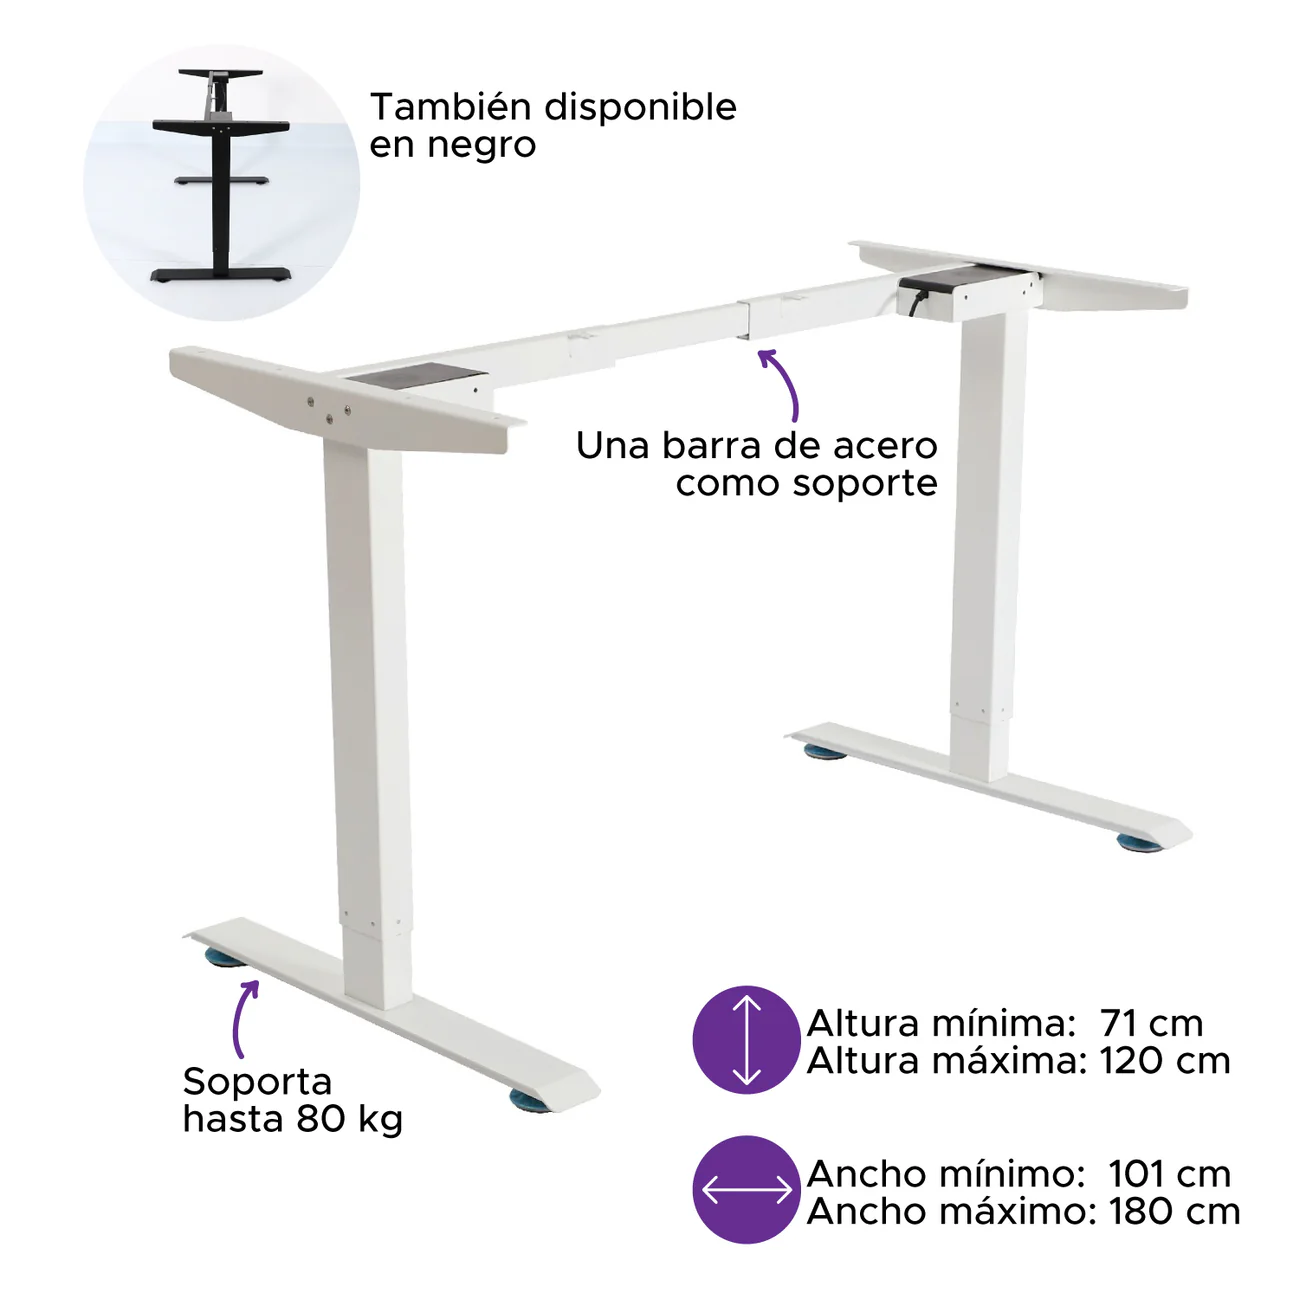 También disponible
en negro
Una barra de acero
como soporte
Soporta
hasta 80 kg
Altura mínima: 71 cm
Altura máxima: 120 cm
Ancho mínimo: 101 cm
Ancho máximo: 180 cm